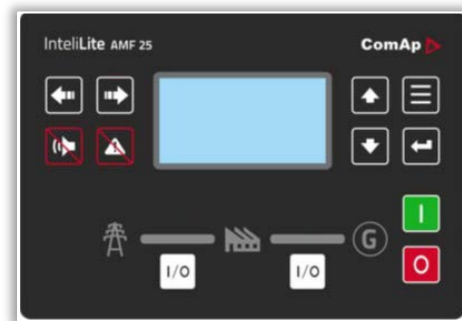 InteliLite AMF 25
ComAp
I/O
I/O
G
I
O